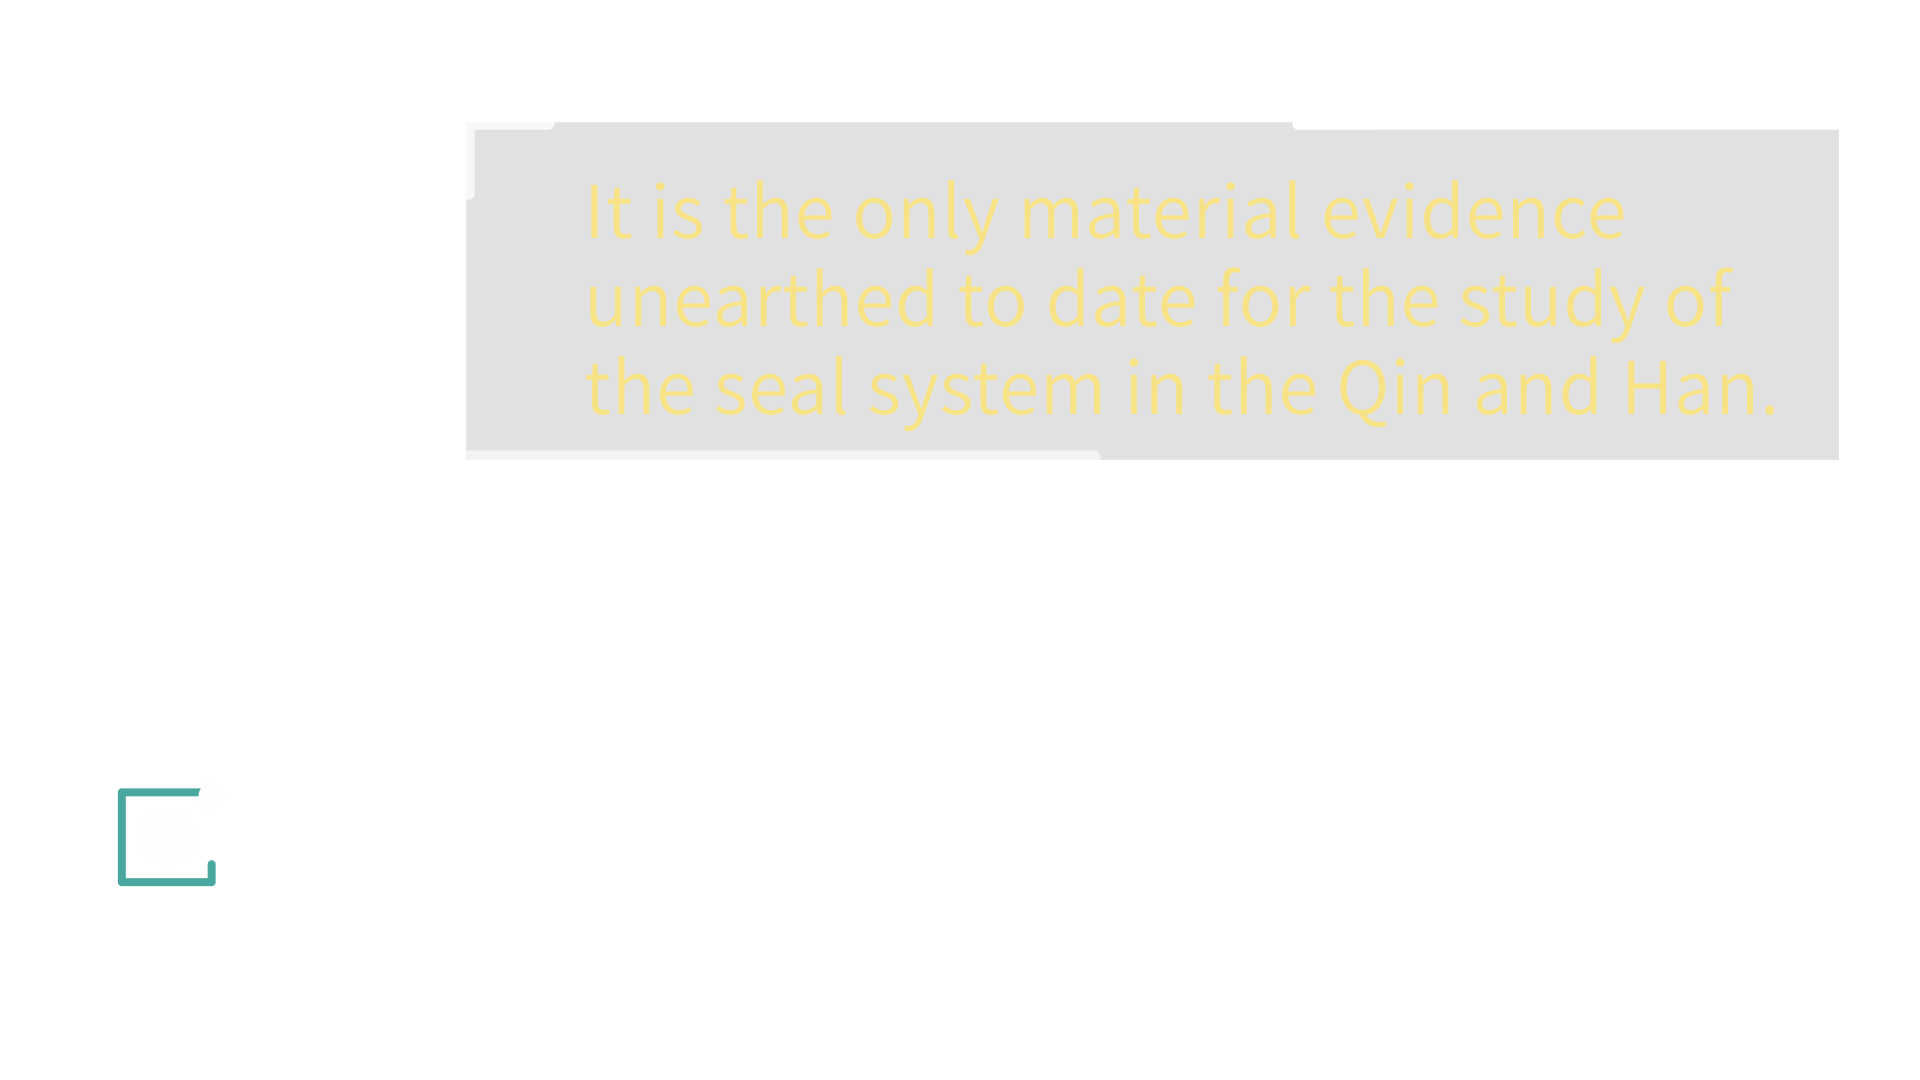 It is the only material evidence
unearthed to date for the study of
the seal system in the Qin and Han.